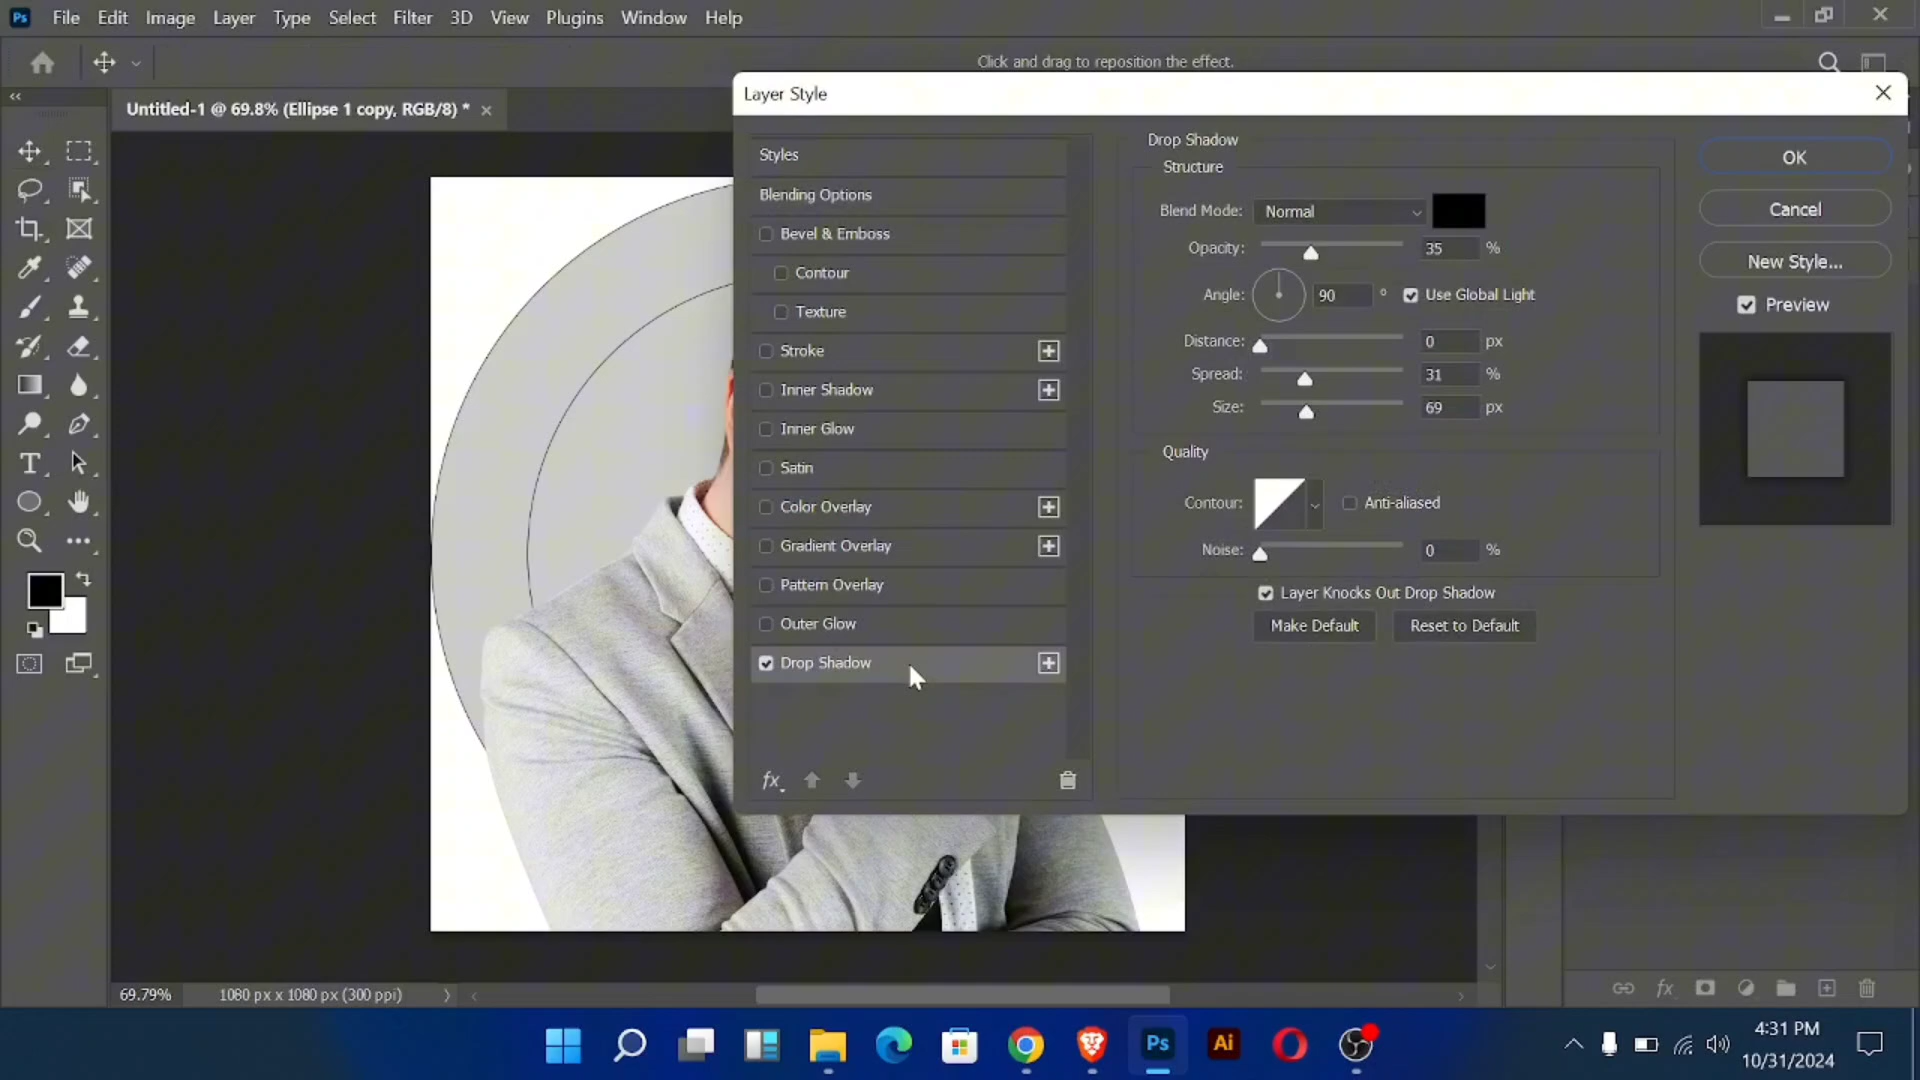 Ps File Edit Image Layer Type Select Filter 3D View Plugins Window Help
Click and drag to reposition the effect.
Untitled-1 @ 69.8% (Ellipse 1 copy, RGB/8) *
Layer Style
Styles
Blending Options
Bevel & Emboss
Contour
Texture
Stroke
Inner Shadow
Inner Glow
Satin
Color Overlay
Gradient Overlay
Pattern Overlay
Outer Glow
Drop Shadow
fx
Drop Shadow
Structure
Blend Mode: Normal
Opacity: 35 %
Angle: 90 ° Use Global Light
Distance: 0 px
Spread: 31 %
Size: 69 px
Quality
Contour: Anti-aliased
Noise: 0 %
Layer Knocks Out Drop Shadow
Make Default Reset to Default
OK
Cancel
New Style...
Preview
T
69.79% 1080 px x 1080 px (300 ppi)
fx
Ps Ai
4:31 PM
10/31/2024